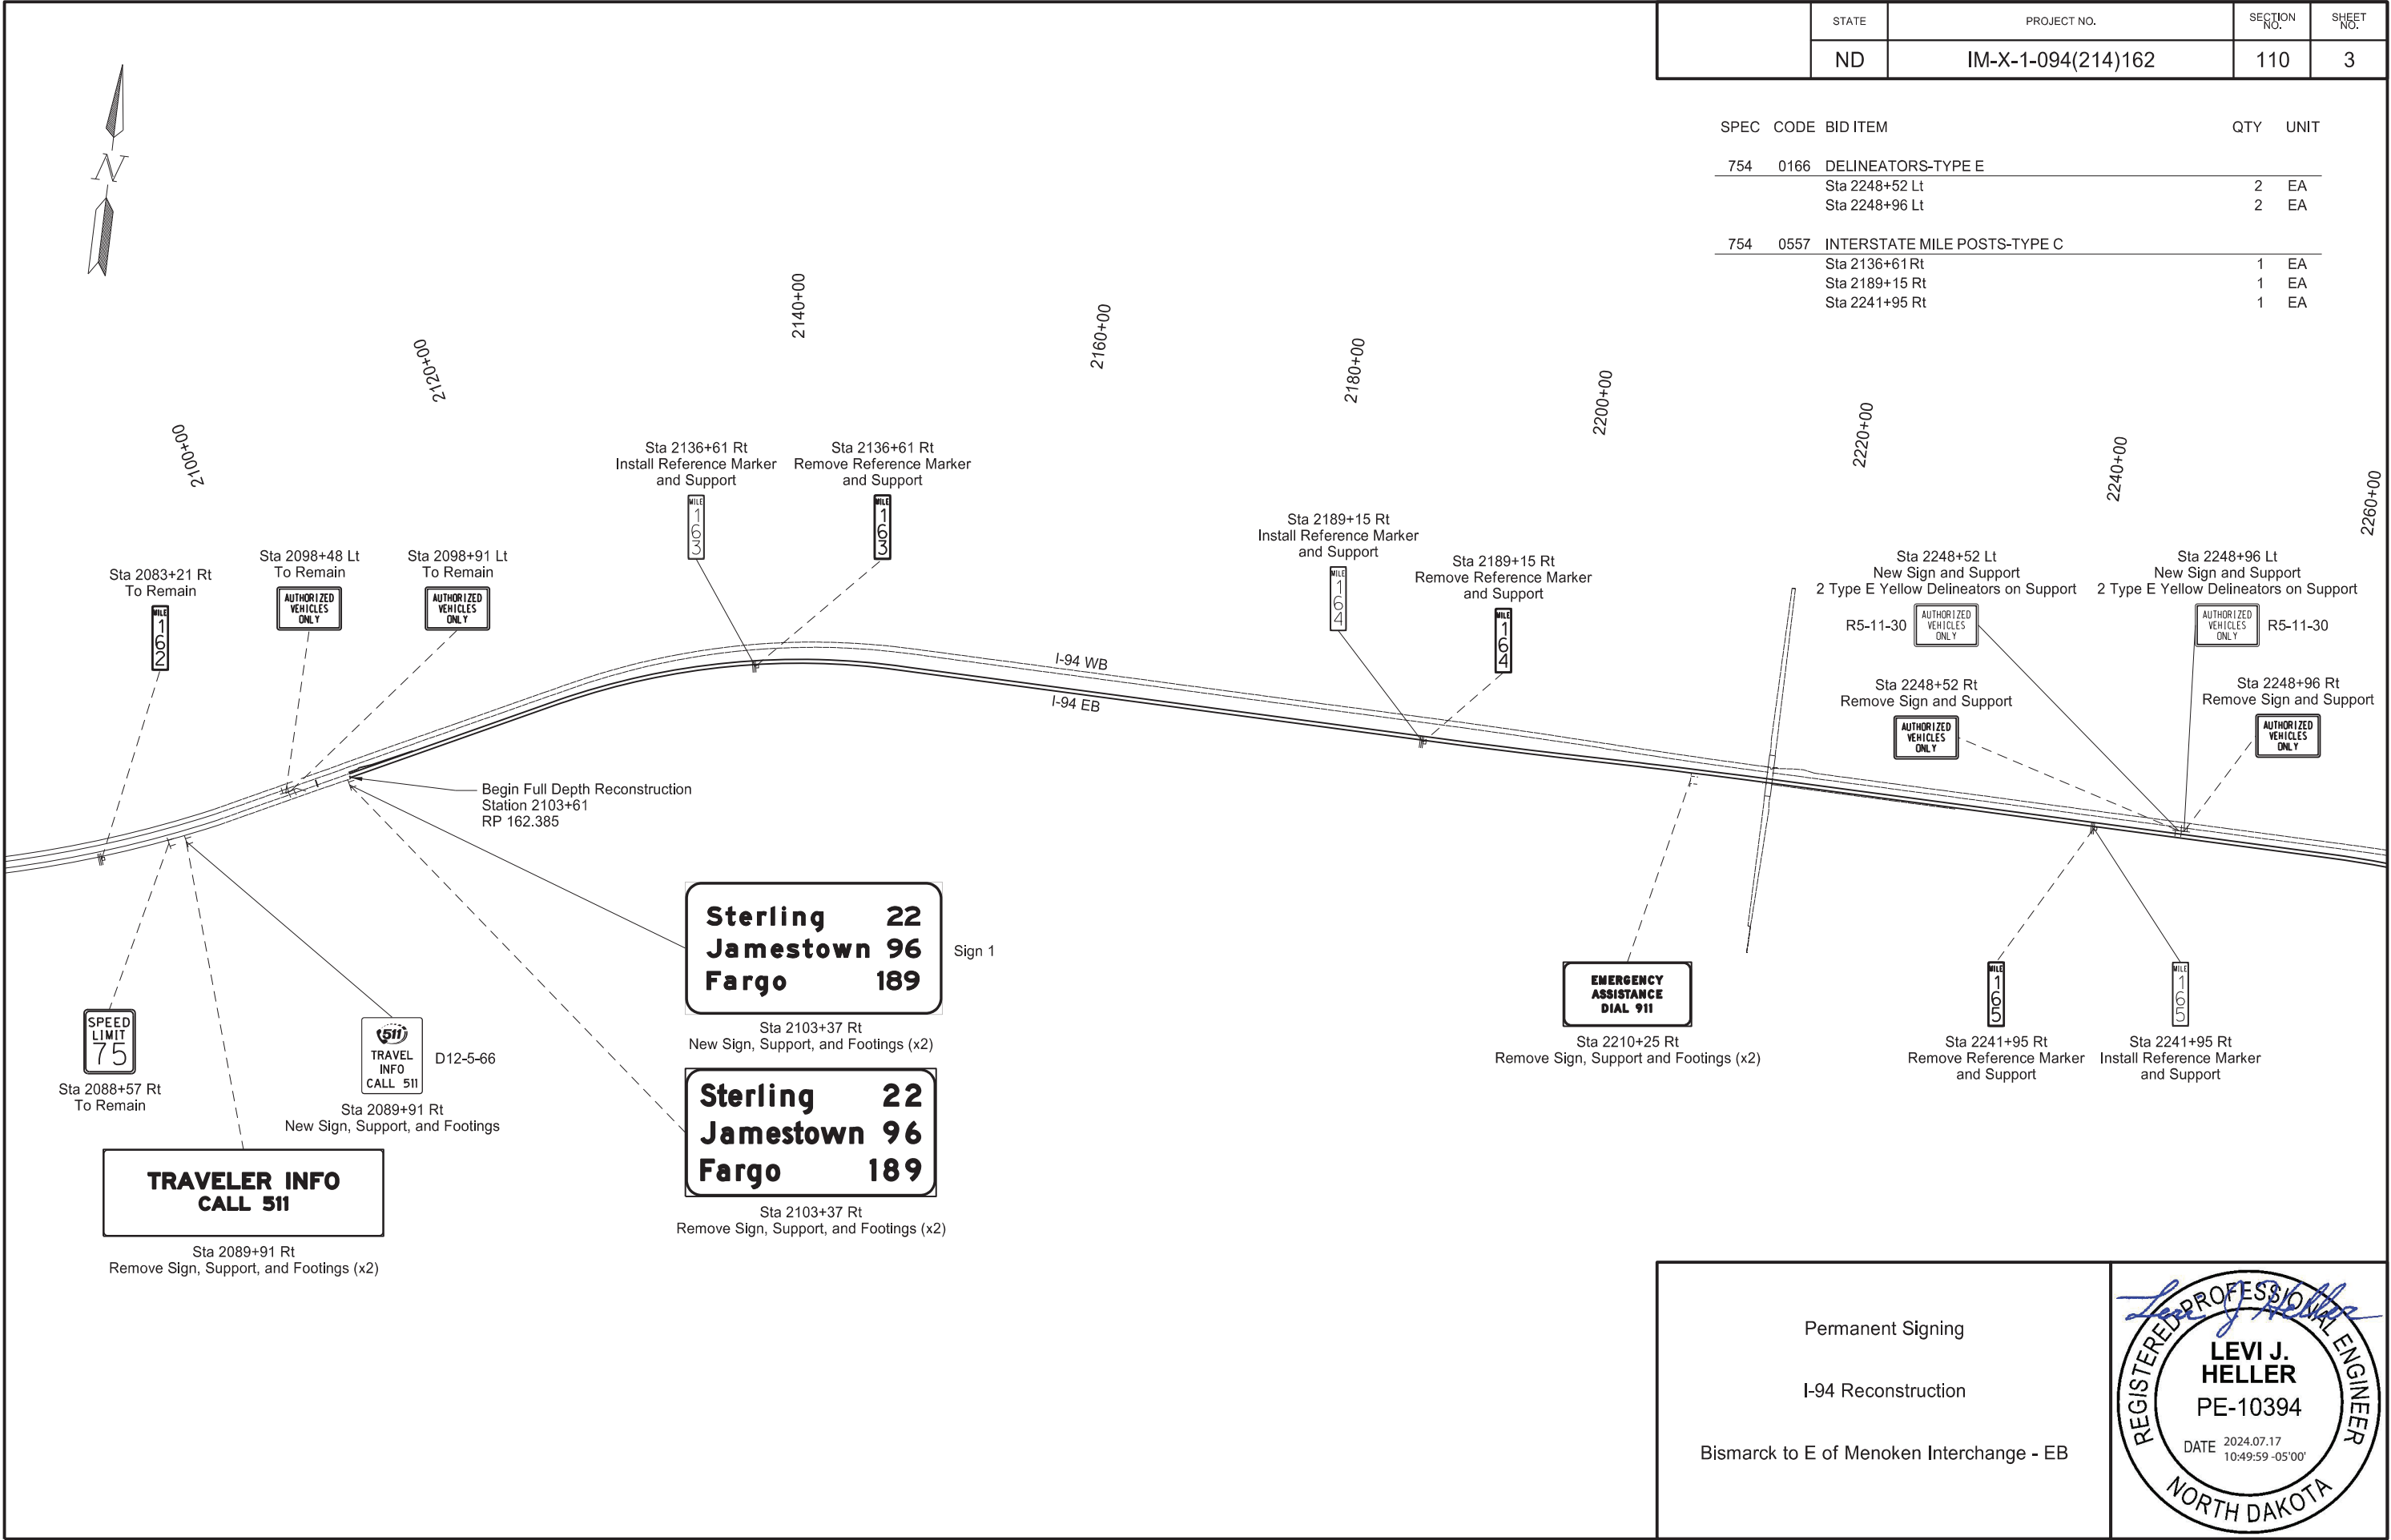 STATE
PROJECT NO.
SECTION NO.
SHEET NO.
ND
IM-X-1-094(214)162
110
3
SPEC CODE BID ITEM QTY UNIT
754 0166 DELINEATORS-TYPE E
Sta 2248+52 Lt 2 EA
Sta 2248+96 Lt 2 EA
754 0557 INTERSTATE MILE POSTS-TYPE C
Sta 2136+61 Rt 1 EA
Sta 2189+15 Rt 1 EA
Sta 2241+95 Rt 1 EA
N
2100+00
2120+00
2140+00
2160+00
2180+00
2200+00
2220+00
2240+00
2260+00
Sta 2083+21 Rt
To Remain
MILE
1
6
2
Sta 2098+48 Lt
To Remain
AUTHORIZED
VEHICLES
ONLY
Sta 2098+91 Lt
To Remain
AUTHORIZED
VEHICLES
ONLY
Sta 2136+61 Rt
Install Reference Marker
and Support
MILE
1
6
3
Sta 2136+61 Rt
Remove Reference Marker
and Support
MILE
1
6
3
Sta 2189+15 Rt
Install Reference Marker
and Support
MILE
1
6
4
Sta 2189+15 Rt
Remove Reference Marker
and Support
MILE
1
6
4
Sta 2248+52 Lt
New Sign and Support
2 Type E Yellow Delineators on Support
R5-11-30
AUTHORIZED
VEHICLES
ONLY
Sta 2248+96 Lt
New Sign and Support
2 Type E Yellow Delineators on Support
AUTHORIZED
VEHICLES
ONLY
R5-11-30
Sta 2248+52 Rt
Remove Sign and Support
AUTHORIZED
VEHICLES
ONLY
Sta 2248+96 Rt
Remove Sign and Support
AUTHORIZED
VEHICLES
ONLY
I-94 WB
I-94 EB
Begin Full Depth Reconstruction
Station 2103+61
RP 162.385
Sterling 22
Jamestown 96
Fargo 189
Sign 1
Sta 2103+37 Rt
New Sign, Support, and Footings (x2)
Sterling 22
Jamestown 96
Fargo 189
Sta 2103+37 Rt
Remove Sign, Support, and Footings (x2)
SPEED
LIMIT
75
Sta 2088+57 Rt
To Remain
511
TRAVEL
INFO
CALL 511
D12-5-66
Sta 2089+91 Rt
New Sign, Support, and Footings
TRAVELER INFO
CALL 511
Sta 2089+91 Rt
Remove Sign, Support, and Footings (x2)
EMERGENCY
ASSISTANCE
DIAL 911
Sta 2210+25 Rt
Remove Sign, Support and Footings (x2)
MILE
1
6
5
Sta 2241+95 Rt
Remove Reference Marker
and Support
MILE
1
6
5
Sta 2241+95 Rt
Install Reference Marker
and Support
Permanent Signing
I-94 Reconstruction
Bismarck to E of Menoken Interchange - EB
REGISTERED PROFESSIONAL ENGINEER
Levi J Heller
LEVI J.
HELLER
PE-10394
DATE 2024.07.17
10:49:59 -05'00'
NORTH DAKOTA